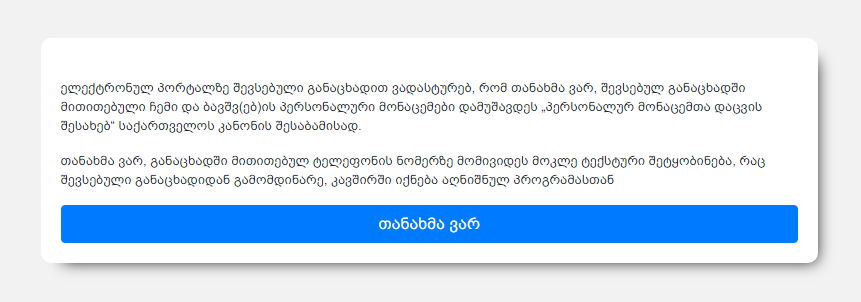 ელექტრონულ პორტალზე შევსებული განაცხადით ვადასტურებ, რომ თანახმა ვარ, შევსებულ განაცხადში
მითითებული ჩემი და ბავშვ(ებ)ის პერსონალური მონაცემები დამუშავდეს „პერსონალურ მონაცემთა დაცვის
შესახებ“ საქართველოს კანონის შესაბამისად.
თანახმა ვარ, განაცხადში მითითებულ ტელეფონის ნომერზე მომივიდეს მოკლე ტექსტური შეტყობინება, რაც
შევსებული განაცხადიდან გამომდინარე, კავშირში იქნება აღნიშნულ პროგრამასთან
თანახმა ვარ